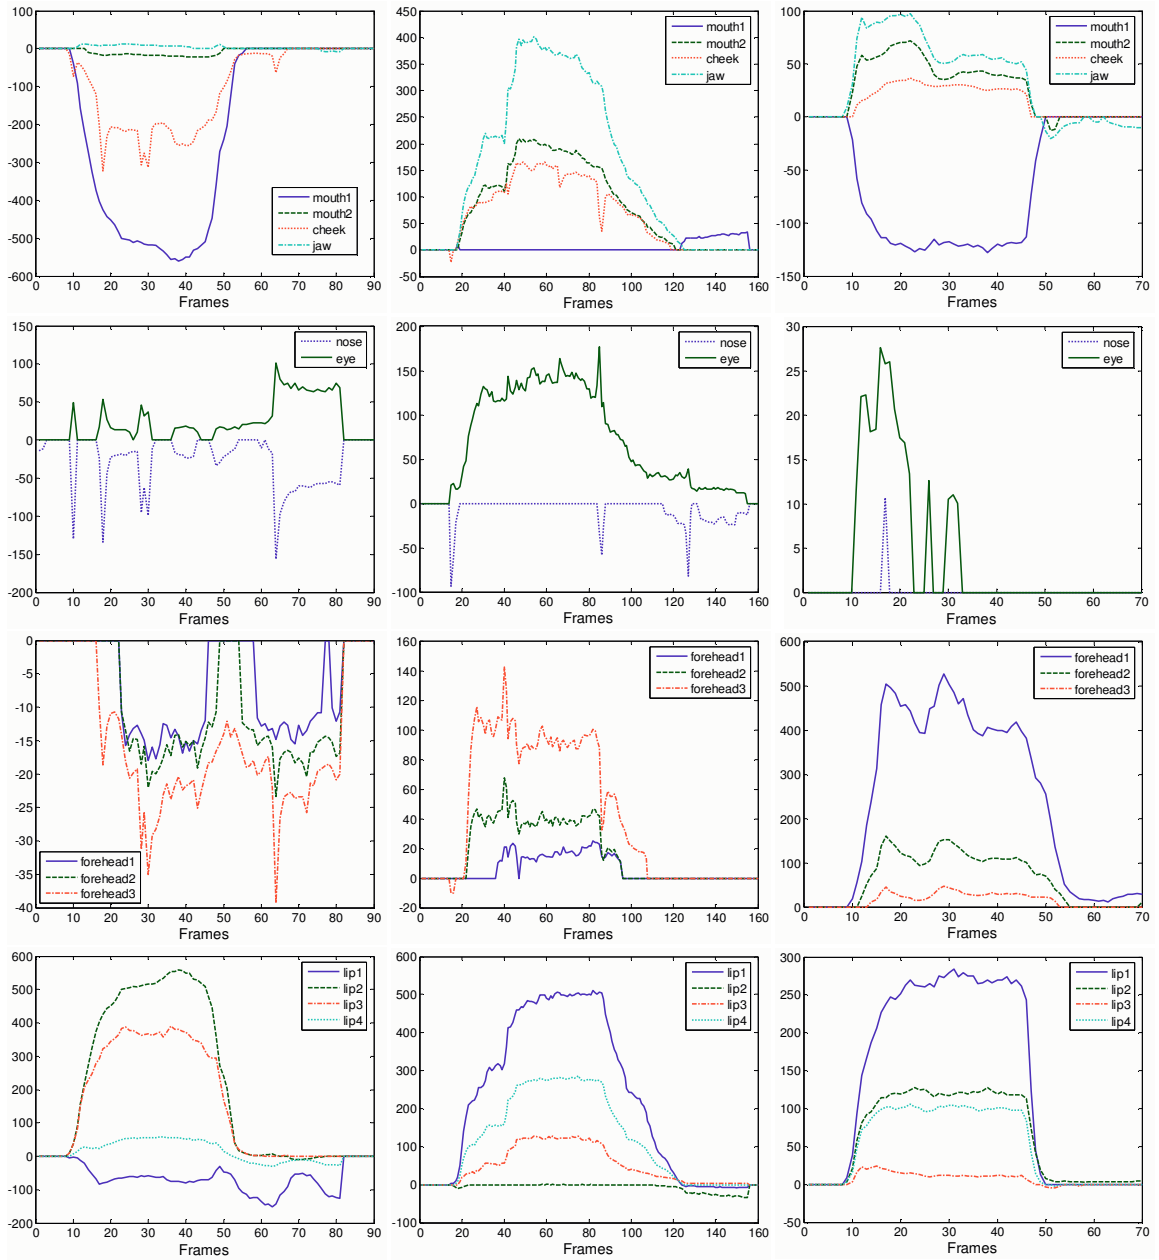 100
0
-100
-200
-300
-400
-500
-600
0 10 20 30 40 50 60 70 80 90
Frames
mouth1
mouth2
cheek
jaw
450
400
350
300
250
200
150
100
50
0
-50
0 20 40 60 80 100 120 140 160
Frames
mouth1
mouth2
cheek
jaw
100
50
0
-50
-100
-150
0 10 20 30 40 50 60 70
Frames
mouth1
mouth2
cheek
jaw
150
100
50
0
-50
-100
-150
-200
0 10 20 30 40 50 60 70 80 90
Frames
nose
eye
200
150
100
50
0
-50
-100
0 20 40 60 80 100 120 140 160
Frames
nose
eye
30
25
20
15
10
5
0
0 10 20 30 40 50 60 70
Frames
nose
eye
0
-5
-10
-15
-20
-25
-30
-35
-40
0 10 20 30 40 50 60 70 80 90
Frames
forehead1
forehead2
forehead3
160
140
120
100
80
60
40
20
0
-20
0 20 40 60 80 100 120 140 160
Frames
forehead1
forehead2
forehead3
600
500
400
300
200
100
0
0 10 20 30 40 50 60 70
Frames
forehead1
forehead2
forehead3
600
500
400
300
200
100
0
-100
-200
0 10 20 30 40 50 60 70 80 90
Frames
lip1
lip2
lip3
lip4
600
500
400
300
200
100
0
-100
0 20 40 60 80 100 120 140 160
Frames
lip1
lip2
lip3
lip4
300
250
200
150
100
50
0
-50
0 10 20 30 40 50 60 70
Frames
lip1
lip2
lip3
lip4